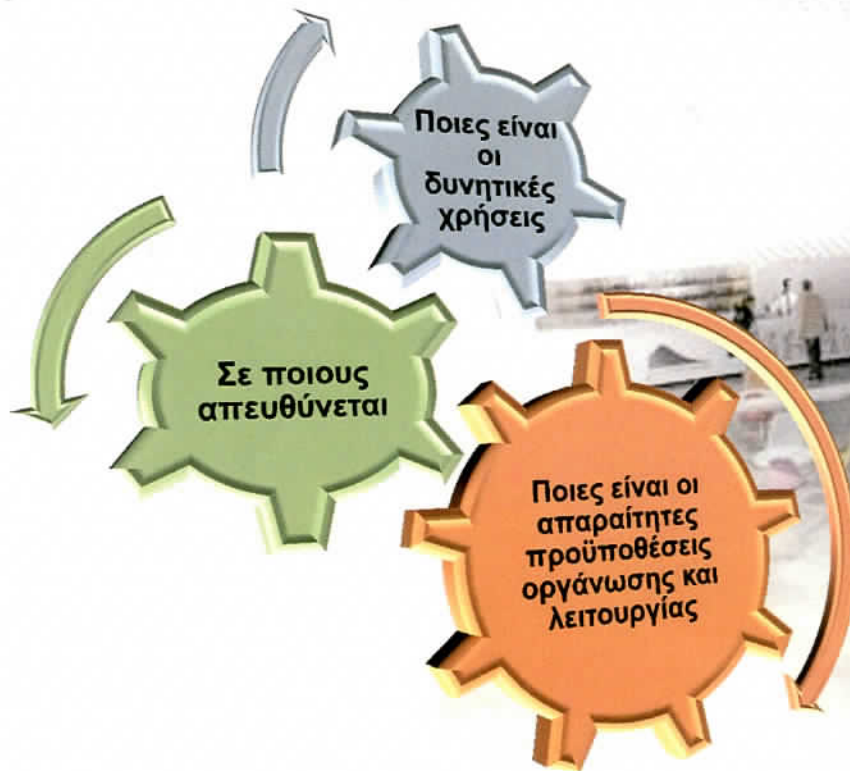 Ποιες είναι
οι
δυνητικές
χρήσεις
Σε ποιους
απευθύνεται
Ποιες είναι οι
απαραίτητες
προϋποθέσεις
οργάνωσης και
λειτουργίας